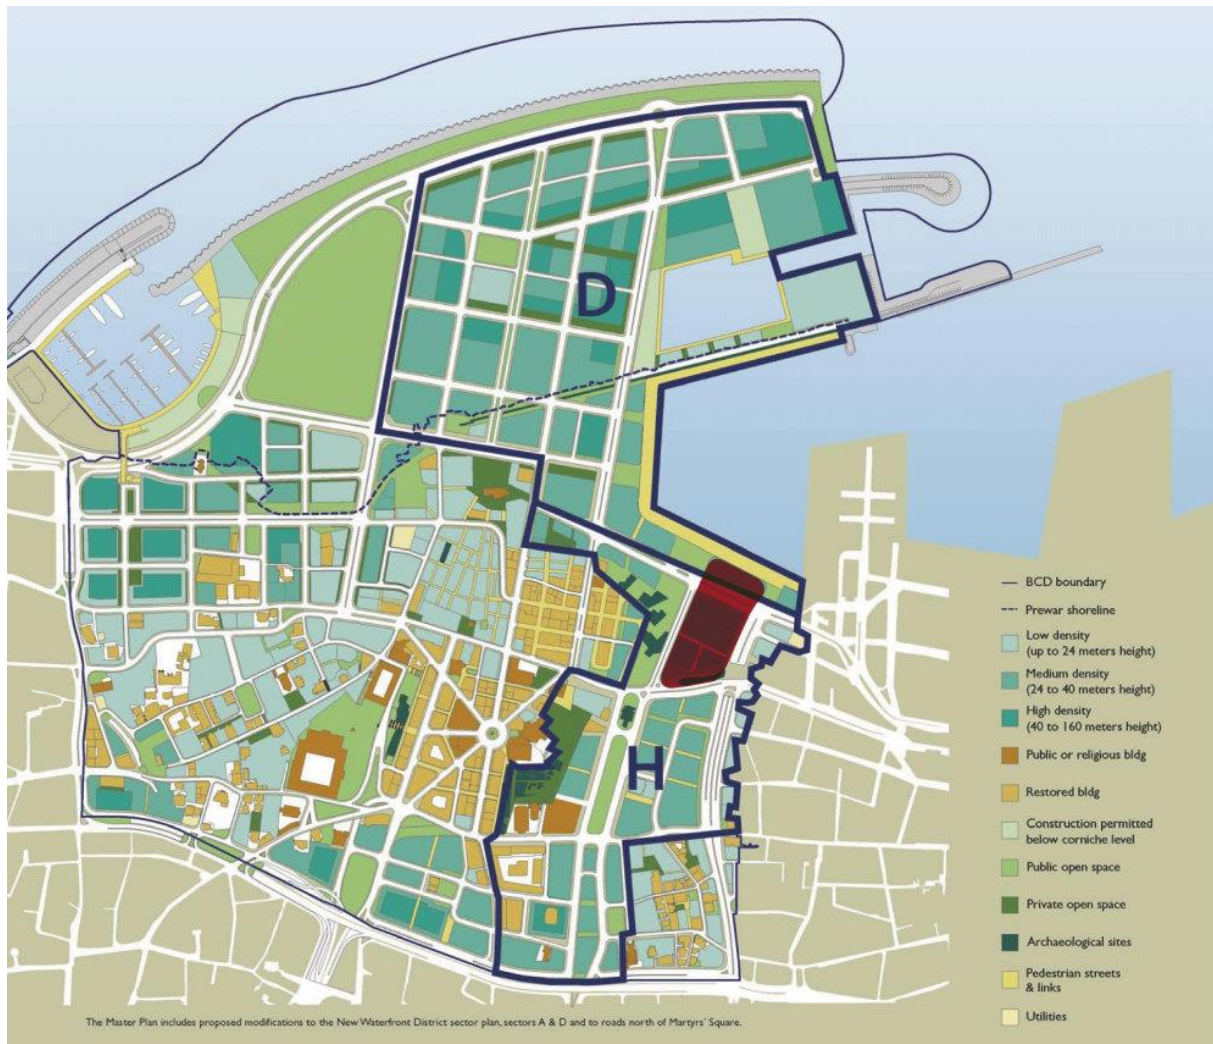 D
H
BCD boundary
Prewar shoreline
Low density
(up to 24 meters height)
Medium density
(24 to 40 meters height)
High density
(40 to 160 meters height)
Public or religious bldg
Restored bldg
Construction permitted
below corniche level
Public open space
Private open space
Archaeological sites
Pedestrian streets
& links
Utilities
The Master Plan includes proposed modifications to the New Waterfront District sector plan, sectors A & D and to roads north of Martyrs' Square.